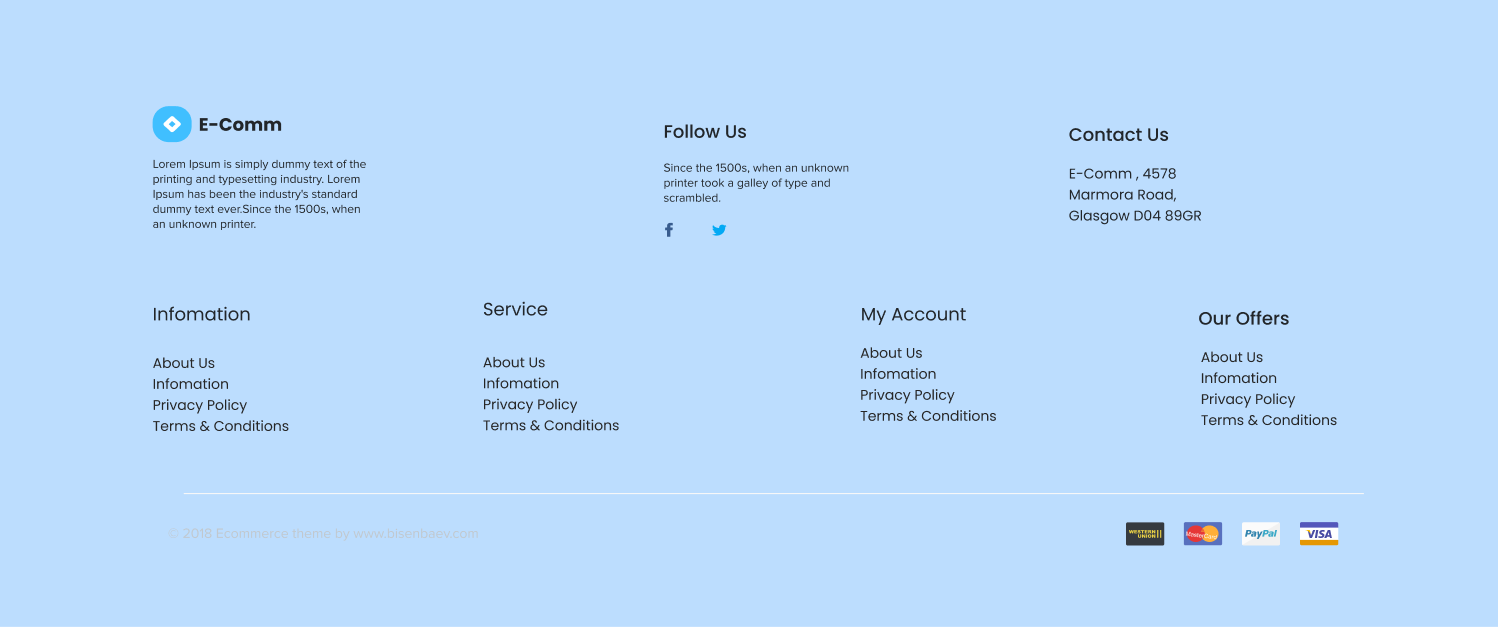 E-Comm
Lorem Ipsum is simply dummy text of the
printing and typesetting industry. Lorem
Ipsum has been the industry's standard
dummy text ever.Since the 1500s, when
an unknown printer.
Follow Us
Since the 1500s, when an unknown
printer took a galley of type and
scrambled.
Contact Us
E-Comm , 4578
Marmora Road,
Glasgow D04 89GR
Infomation
About Us
Infomation
Privacy Policy
Terms & Conditions
Service
About Us
Infomation
Privacy Policy
Terms & Conditions
My Account
About Us
Infomation
Privacy Policy
Terms & Conditions
Our Offers
About Us
Infomation
Privacy Policy
Terms & Conditions
© 2018 Ecommerce theme by www.bisenbaev.com
WESTERN
UNION
MasterCard
PayPal
VISA